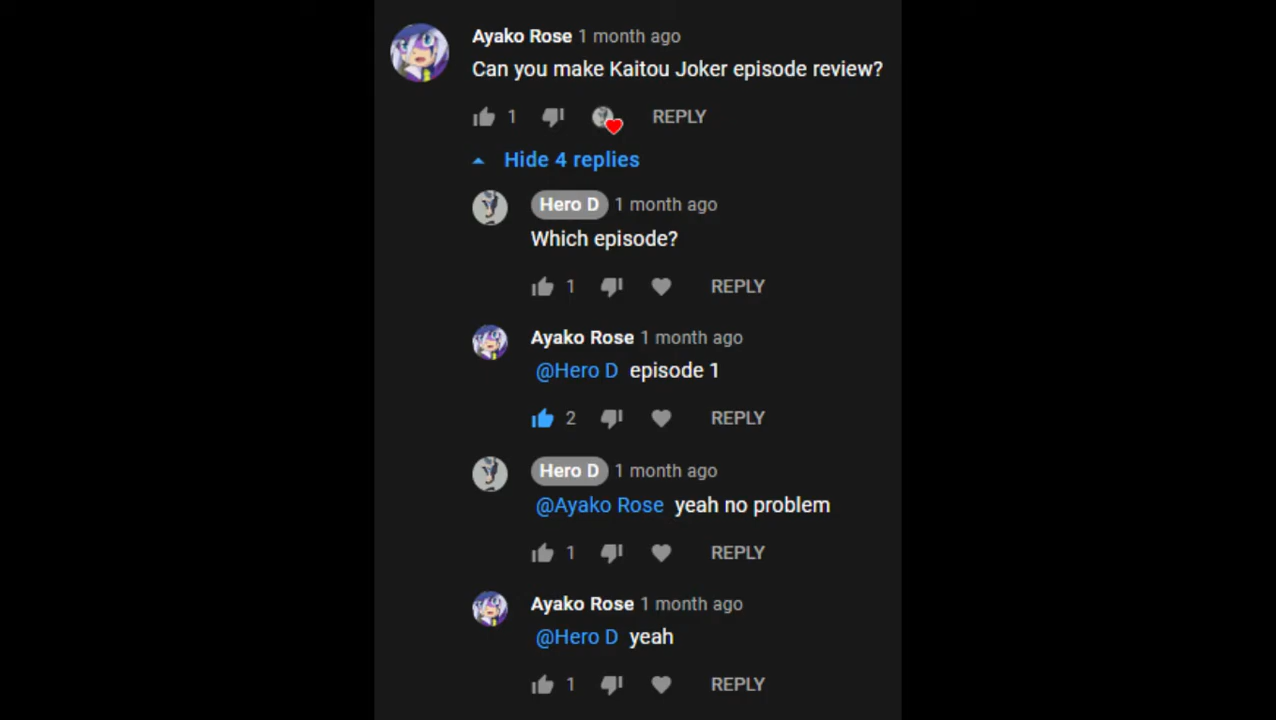 Ayako Rose 1 month ago
Can you make Kaitou Joker episode review?
1 REPLY
Hide 4 replies
Hero D 1 month ago
Which episode?
1 REPLY
Ayako Rose 1 month ago
@Hero D episode 1
2 REPLY
Hero D 1 month ago
@Ayako Rose yeah no problem
1 REPLY
Ayako Rose 1 month ago
@Hero D yeah
1 REPLY